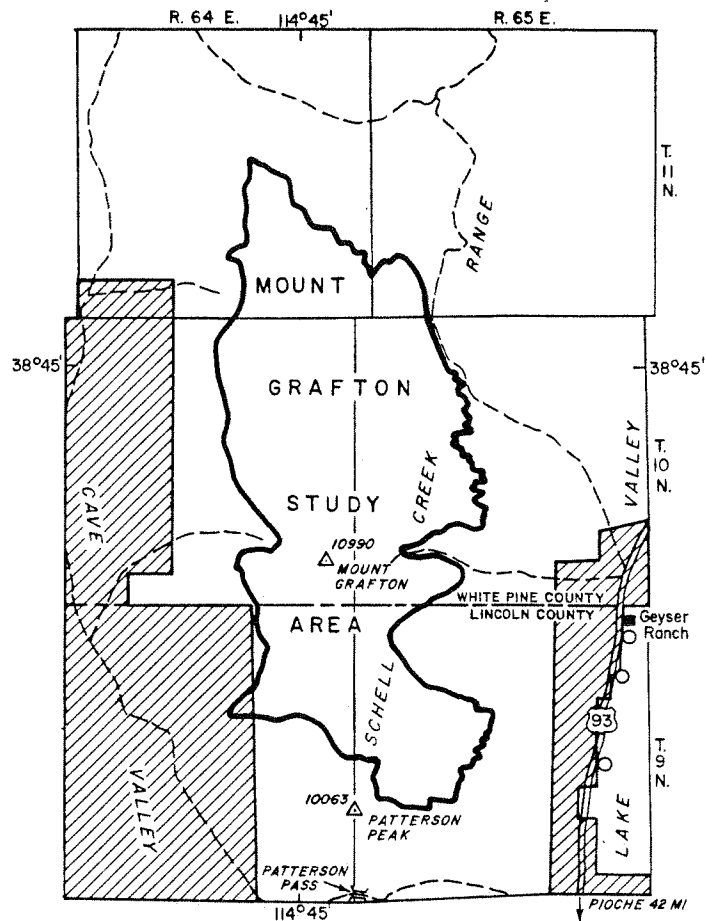 R. 64 E.
114°45'
R. 65 E.
T. 11 N.
RANGE
MOUNT
38°45'
38°45'
GRAFTON
VALLEY
T. 10 N.
CAVE
STUDY
CREEK
10990
MOUNT
GRAFTON
WHITE PINE COUNTY
LINCOLN COUNTY
AREA
Geyser
Ranch
SCHELL
93
T. 9 N.
VALLEY
10063
PATTERSON
PEAK
LAKE
PATTERSON
PASS
114°45'
PIOCHE 42 MI